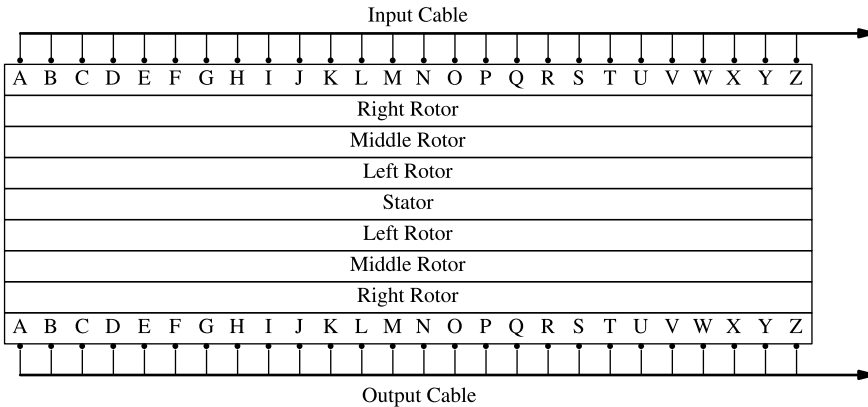 Input Cable
A B C D E F G H I J K L M N O P Q R S T U V W X Y Z
Right Rotor
Middle Rotor
Left Rotor
Stator
Left Rotor
Middle Rotor
Right Rotor
A B C D E F G H I J K L M N O P Q R S T U V W X Y Z
Output Cable